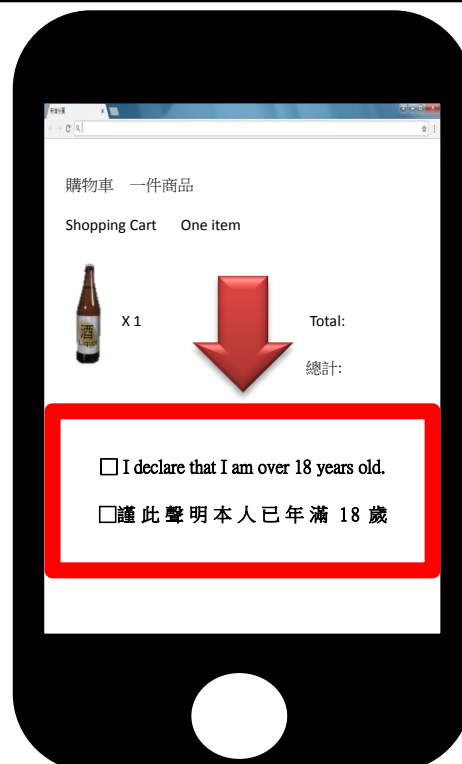 購物車 一件商品
Shopping Cart One item
酒
Liquor
X 1
Total:
總計:
☐ I declare that I am over 18 years old.
☐謹此聲明本人已年滿 18 歲